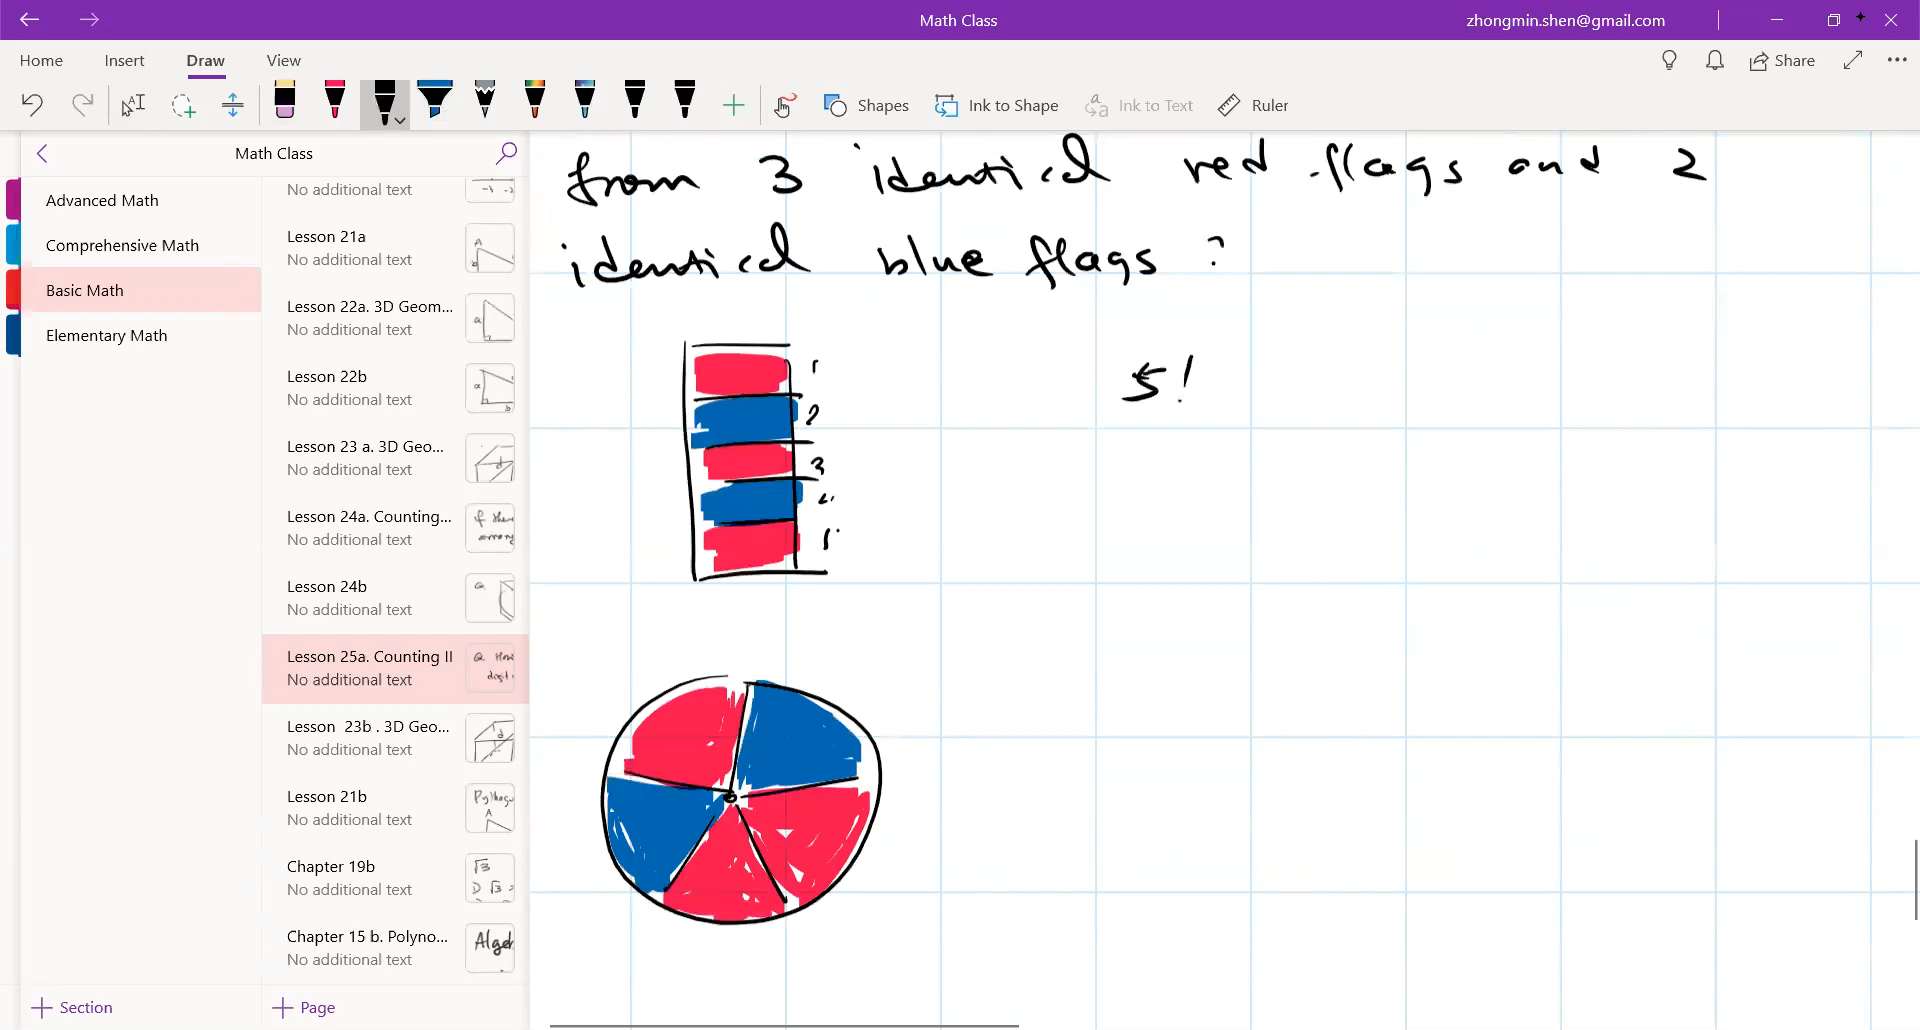 Math Class
zhongmin.shen@gmail.com
Home
Insert
Draw
View
Share
Shapes
Ink to Shape
Ink to Text
Ruler
Math Class
Advanced Math
Comprehensive Math
Basic Math
Elementary Math
No additional text
Lesson 21a
No additional text
Lesson 22a. 3D Geom...
No additional text
Lesson 22b
No additional text
Lesson 23 a. 3D Geo...
No additional text
Lesson 24a. Counting...
No additional text
Lesson 24b
No additional text
Lesson 25a. Counting II
No additional text
Lesson 23b . 3D Geo...
No additional text
Lesson 21b
No additional text
Chapter 19b
No additional text
Chapter 15 b. Polyno...
No additional text
Section
Page
from 3 identical red flags and 2
identical blue flags ?
1
2
3
4
5!